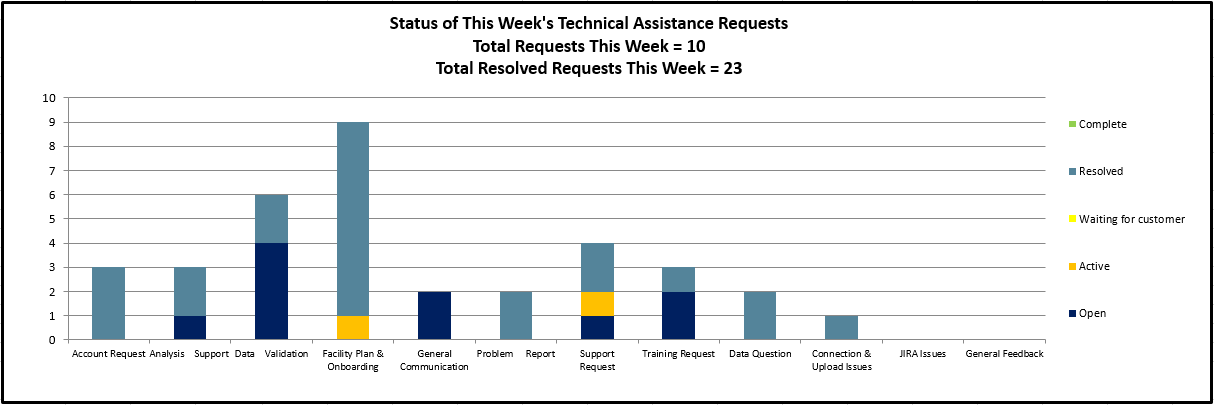 Status of This Week's Technical Assistance Requests
Total Requests This Week = 10
Total Resolved Requests This Week = 23
10
9
8
7
6
5
4
3
2
1
0
Account Request
Analysis Support
Data Validation
Facility Plan &
Onboarding
General
Communication
Problem Report
Support
Request
Training Request
Data Question
Connection &
Upload Issues
JIRA Issues
General Feedback
Complete
Resolved
Waiting for customer
Active
Open